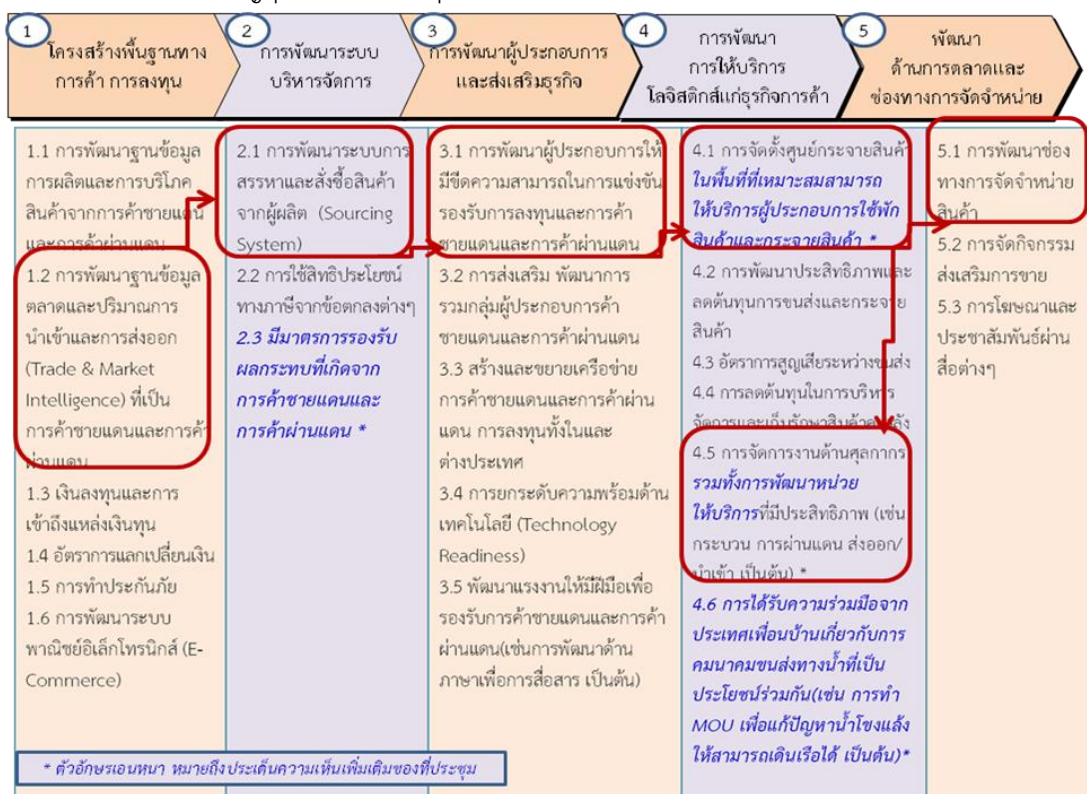 1
โครงสร้างพื้นฐานทาง
การค้า การลงทุน
2
การพัฒนาระบบ
บริหารจัดการ
3
การพัฒนาผู้ประกอบการ
และส่งเสริมธุรกิจ
4
การพัฒนา
การให้บริการ
โลจิสติกส์แก่ธุรกิจการค้า
5
พัฒนา
ด้านการตลาดและ
ช่องทางการจัดจำหน่าย
1.1 การพัฒนาฐานข้อมูล
การผลิตและการบริโภค
สินค้าจากการค้าชายแดน
และการค้าผ่านแดน
1.2 การพัฒนาฐานข้อมูล
ตลาดและปริมาณการ
นำเข้าและการส่งออก
(Trade & Market
Intelligence) ที่เป็น
การค้าชายแดนและการค้า
ผ่านแดน
1.3 เงินลงทุนและการ
เข้าถึงแหล่งเงินทุน
1.4 อัตราการแลกเปลี่ยนเงิน
1.5 การทำประกันภัย
1.6 การพัฒนาระบบ
พาณิชย์อิเล็กโทรนิกส์ (E-
Commerce)
2.1 การพัฒนาระบบการ
สรรหาและสั่งซื้อสินค้า
จากผู้ผลิต (Sourcing
System)
2.2 การใช้สิทธิประโยชน์
ทางภาษีจากข้อตกลงต่างๆ
2.3 มีมาตรการรองรับ
ผลกระทบที่เกิดจาก
การค้าชายแดนและ
การค้าผ่านแดน *
3.1 การพัฒนาผู้ประกอบการให้
มีขีดความสามารถในการแข่งขัน
รองรับการลงทุนและการค้า
ชายแดนและการค้าผ่านแดน
3.2 การส่งเสริม พัฒนาการ
รวมกลุ่มผู้ประกอบการค้า
ชายแดนและการค้าผ่านแดน
3.3 สร้างและขยายเครือข่าย
การค้าชายแดนและการค้าผ่าน
แดน การลงทุนทั้งในและ
ต่างประเทศ
3.4 การยกระดับความพร้อมด้าน
เทคโนโลยี (Technology
Readiness)
3.5 พัฒนาแรงงานให้มีฝีมือเพื่อ
รองรับการค้าชายแดนและการค้า
ผ่านแดน(เช่นการพัฒนาด้าน
ภาษาเพื่อการสื่อสาร เป็นต้น)
4.1 การจัดตั้งศูนย์กระจายสินค้า
ในพื้นที่ที่เหมาะสมสามารถ
ให้บริการผู้ประกอบการใช้พัก
สินค้าและกระจายสินค้า *
4.2 การพัฒนาประสิทธิภาพและ
ลดต้นทุนการขนส่งและกระจาย
สินค้า
4.3 อัตราการสูญเสียระหว่างขนส่ง
4.4 การลดต้นทุนในการบริหาร
จัดการและเก็บรักษาสินค้าคงคลัง
4.5 การจัดการงานด้านศุลกากร
รวมทั้งการพัฒนาหน่วย
ให้บริการที่มีประสิทธิภาพ (เช่น
กระบวน การผ่านแดน ส่งออก/
นำเข้า เป็นต้น) *
4.6 การได้รับความร่วมมือจาก
ประเทศเพื่อนบ้านเกี่ยวกับการ
คมนาคมขนส่งทางน้ำที่เป็น
ประโยชน์ร่วมกัน(เช่น การทำ
MOU เพื่อแก้ปัญหาน้ำโขงแล้ง
ให้สามารถเดินเรือได้ เป็นต้น)*
5.1 การพัฒนาช่อง
ทางการจัดจำหน่าย
สินค้า
5.2 การจัดกิจกรรม
ส่งเสริมการขาย
5.3 การโฆษณาและ
ประชาสัมพันธ์ผ่าน
สื่อต่างๆ
* ตัวอักษรเอนหนา หมายถึงประเด็นความเห็นเพิ่มเติมของที่ประชุม